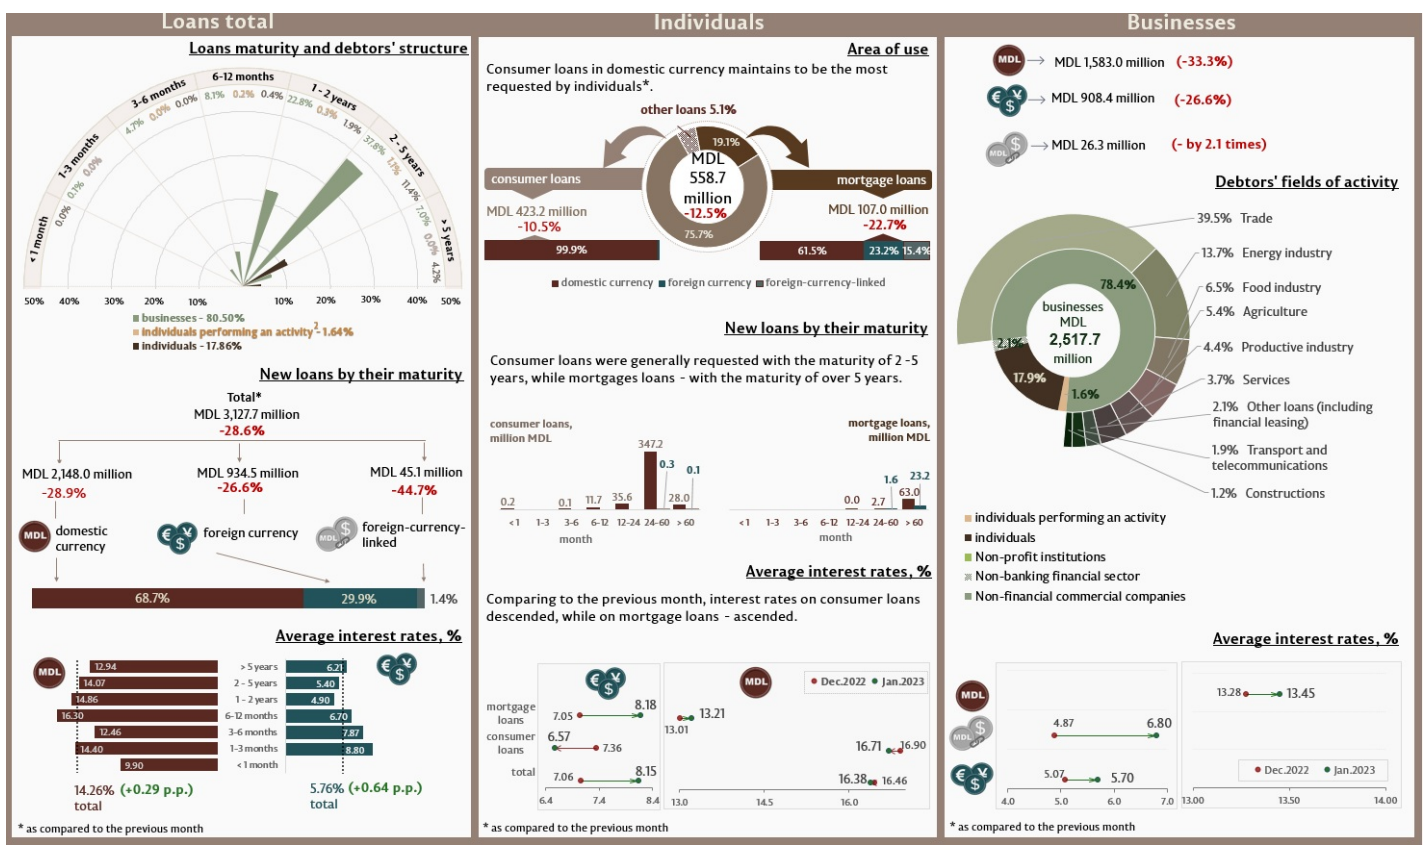 Loans total
Loans maturity and debtors' structure
< 1 month
1-3 months
3-6 months
6-12 months
1 - 2 years
2 - 5 years
> 5 years
0.0%
0.1%
0.0%
4.7%
0.0%
0.0%
8.1%
0.2%
0.4%
22.8%
0.3%
1.9%
37.8%
1.1%
11.4%
7.0%
0.0%
4.2%
50%
40%
30%
20%
10%
10%
20%
30%
40%
50%
businesses - 80.50%
individuals performing an activity2 - 1.64%
individuals - 17.86%
New loans by their maturity
Total*
MDL 3,127.7 million
-28.6%
MDL 2,148.0 million
-28.9%
MDL 934.5 million
-26.6%
MDL 45.1 million
-44.7%
MDL
domestic
currency
€ ¥ $
foreign currency
MDL $
foreign-currency-
linked
68.7%
29.9%
1.4%
Average interest rates, %
MDL
€ ¥ $
12.94 > 5 years 6.21
14.07 2 - 5 years 5.40
14.86 1 - 2 years 4.90
16.30 6-12 months 6.70
12.46 3-6 months 7.87
14.40 1-3 months 8.80
9.90 < 1 month
14.26% (+0.29 p.p.)
total
5.76% (+0.64 p.p.)
total
* as compared to the previous month
Individuals
Area of use
Consumer loans in domestic currency maintains to be the most
requested by individuals*.
other loans 5.1%
19.1%
MDL
558.7
million
-12.5%
75.7%
consumer loans
MDL 423.2 million
-10.5%
99.9%
mortgage loans
MDL 107.0 million
-22.7%
61.5%
23.2%
15.4%
domestic currency
foreign currency
foreign-currency-linked
New loans by their maturity
Consumer loans were generally requested with the maturity of 2 -5
years, while mortgages loans - with the maturity of over 5 years.
consumer loans,
million MDL
0.2
0.1
11.7
35.6
347.2
0.3
28.0
0.1
< 1 1-3 3-6 6-12 12-24 24-60 > 60
month
mortgage loans,
million MDL
0.0
2.7
1.6
63.0
23.2
< 1 1-3 3-6 6-12 12-24 24-60 > 60
month
Average interest rates, %
Comparing to the previous month, interest rates on consumer loans
descended, while on mortgage loans - ascended.
€ ¥ $
MDL
Dec.2022
Jan.2023
mortgage
loans
7.05
8.18
13.01
13.21
consumer
loans
6.57
7.36
16.71
16.90
total
7.06
8.15
16.38
16.46
6.4 7.4 8.4
13.0 14.5 16.0
* as compared to the previous month
Businesses
MDL
MDL 1,583.0 million (-33.3%)
€ ¥ $
MDL 908.4 million (-26.6%)
MDL $
MDL 26.3 million (- by 2.1 times)
Debtors' fields of activity
78.4%
businesses
MDL
2,517.7
million
2.1%
17.9%
1.6%
39.5% Trade
13.7% Energy industry
6.5% Food industry
5.4% Agriculture
4.4% Productive industry
3.7% Services
2.1% Other loans (including
financial leasing)
1.9% Transport and
telecommunications
1.2% Constructions
individuals performing an activity
individuals
Non-profit institutions
Non-banking financial sector
Non-financial commercial companies
Average interest rates, %
MDL
13.28
13.45
MDL $
4.87
6.80
€ ¥ $
5.07
5.70
Dec.2022
Jan.2023
4.0 5.0 6.0 7.0
13.00 13.50 14.00
* as compared to the previous month